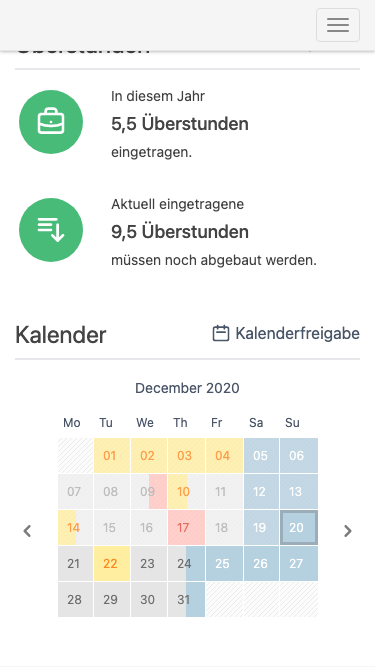 Überstunden
In diesem Jahr
5,5 Überstunden
eingetragen.
Aktuell eingetragene
9,5 Überstunden
müssen noch abgebaut werden.
Kalender
Kalenderfreigabe
December 2020
Mo Tu We Th Fr Sa Su
01 02 03 04 05 06
07 08 09 10 11 12 13
14 15 16 17 18 19 20
21 22 23 24 25 26 27
28 29 30 31